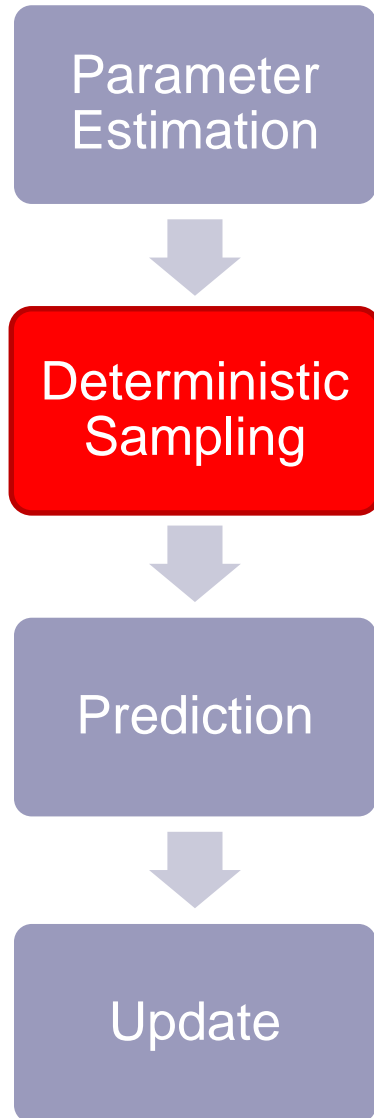 Parameter
Estimation
Deterministic
Sampling
Prediction
Update